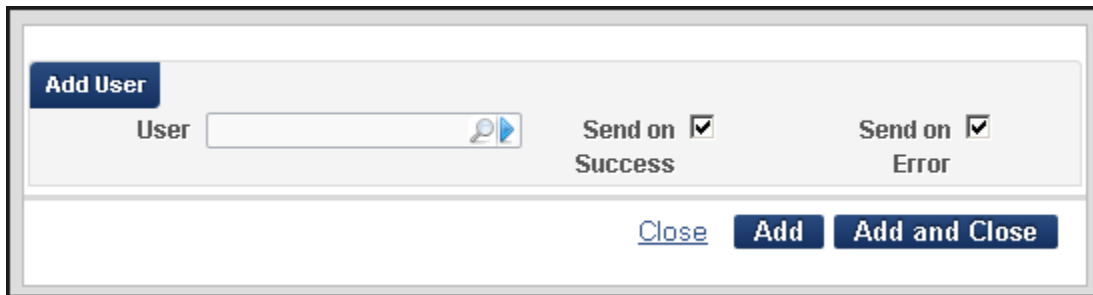 Add User
User
Send on
Success
Send on
Error
Close
Add
Add and Close